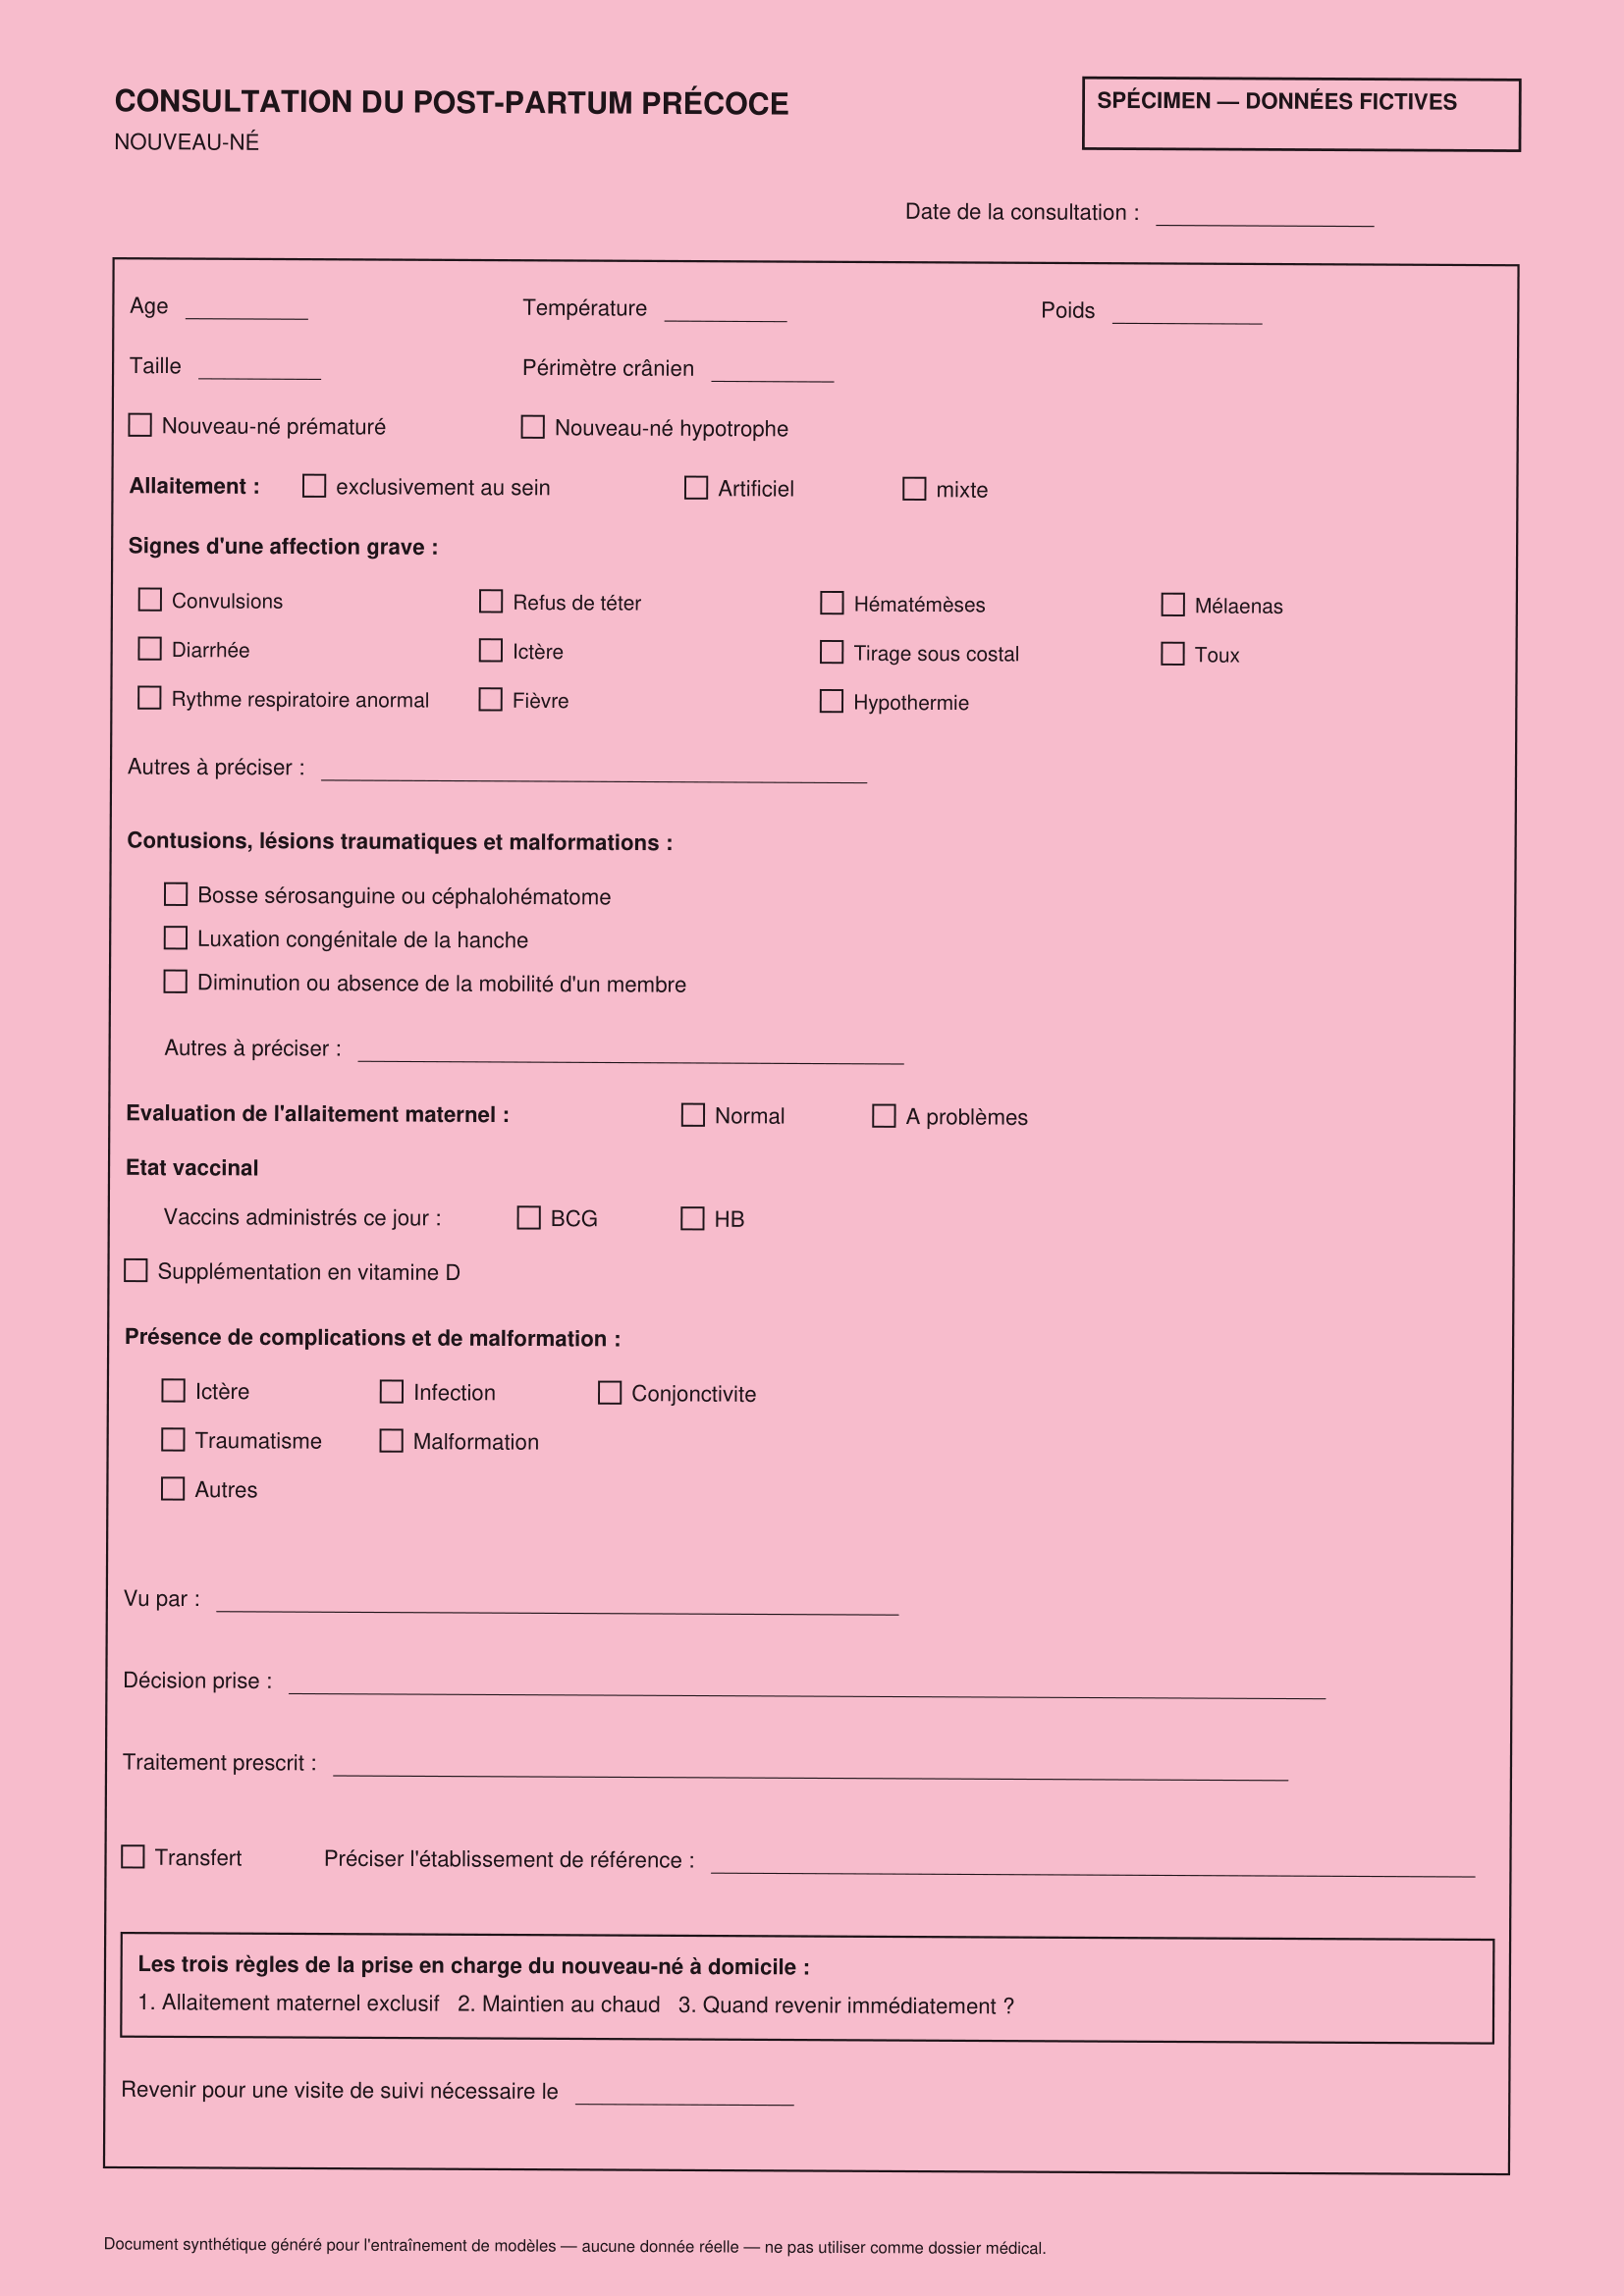 CONSULTATION DU POST-PARTUM PRÉCOCE
SPÉCIMEN — DONNÉES FICTIVES
NOUVEAU-NÉ
Date de la consultation :
Age Température Poids
Taille Périmètre crânien
Nouveau-né prématuré Nouveau-né hypotrophe
Allaitement : exclusivement au sein Artificiel mixte
Signes d'une affection grave :
Convulsions Refus de téter Hématémèses Mélaenas
Diarrhée Ictère Tirage sous costal Toux
Rythme respiratoire anormal Fièvre Hypothermie
Autres à préciser :
Contusions, lésions traumatiques et malformations :
Bosse sérosanguine ou céphalohématome
Luxation congénitale de la hanche
Diminution ou absence de la mobilité d'un membre
Autres à préciser :
Evaluation de l'allaitement maternel : Normal A problèmes
Etat vaccinal
Vaccins administrés ce jour : BCG HB
Supplémentation en vitamine D
Présence de complications et de malformation :
Ictère Infection Conjonctivite
Traumatisme Malformation
Autres
Vu par :
Décision prise :
Traitement prescrit :
Transfert Préciser l'établissement de référence :
Les trois règles de la prise en charge du nouveau-né à domicile :
1. Allaitement maternel exclusif 2. Maintien au chaud 3. Quand revenir immédiatement ?
Revenir pour une visite de suivi nécessaire le
Document synthétique généré pour l'entraînement de modèles — aucune donnée réelle — ne pas utiliser comme dossier médical.